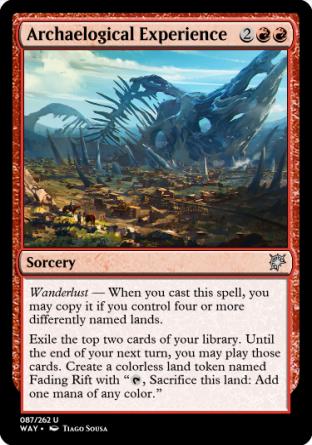 Archaelogical Experience 2
Sorcery
Wanderlust — When you cast this spell, you
may copy it if you control four or more
differently named lands.
Exile the top two cards of your library. Until
the end of your next turn, you may play those
cards. Create a colorless land token named
Fading Rift with “, Sacrifice this land: Add
one mana of any color.”
087/262 U
WAY • Tiago Sousa